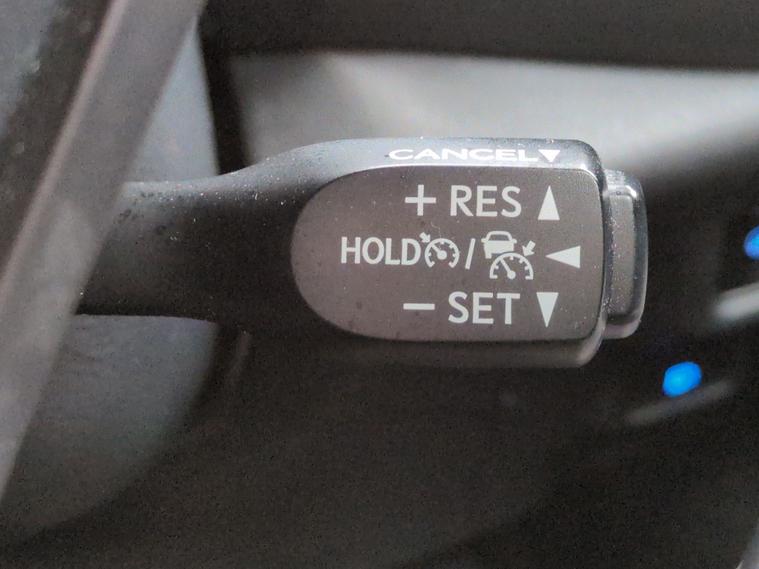 CANCEL▼
+ RES ▲
HOLD / ◀
− SET ▼